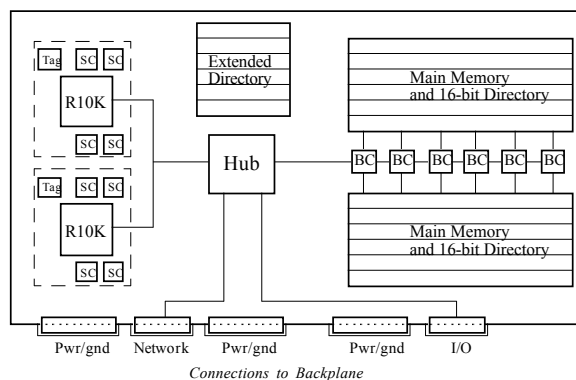 Tag SC SC
R10K
SC SC
Tag SC SC
R10K
SC SC
Extended
Directory
Hub
Main Memory
and 16-bit Directory
BC BC BC BC BC BC
Main Memory
and 16-bit Directory
Pwr/gnd Network Pwr/gnd Pwr/gnd I/O
Connections to Backplane